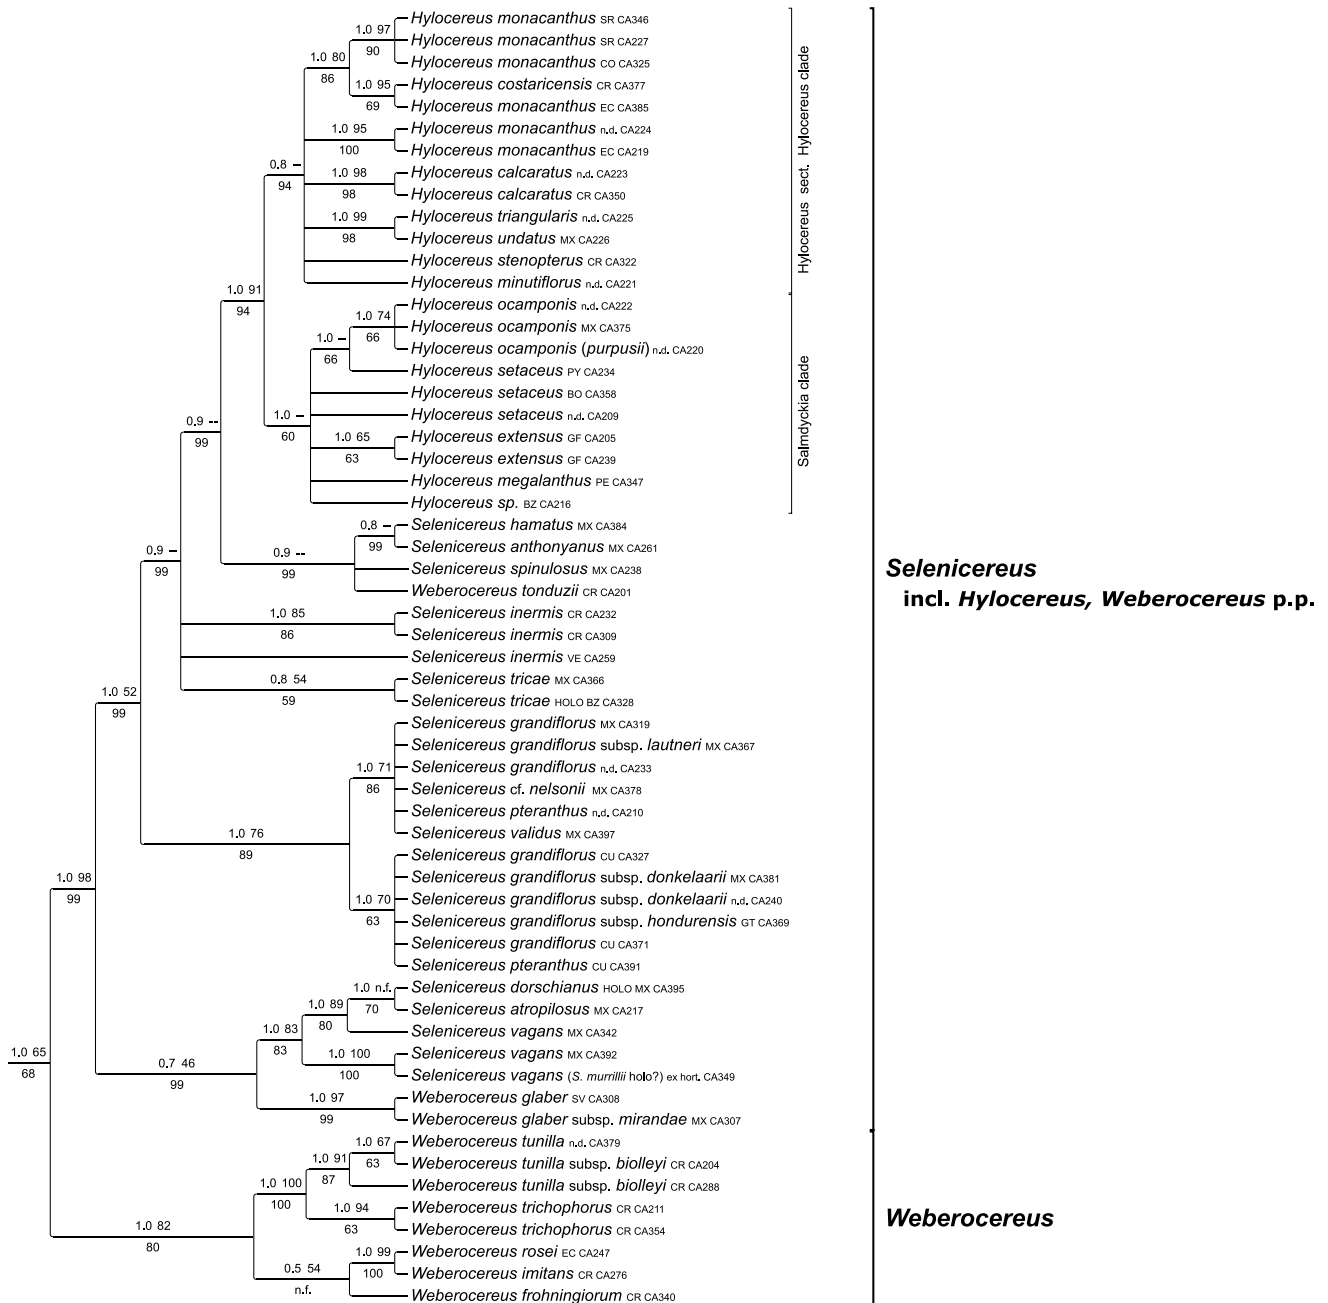 Hylocereus monacanthus SR CA346
1.0 97
Hylocereus monacanthus SR CA227
90
1.0 80
Hylocereus monacanthus CO CA325
86
1.0 95
Hylocereus costaricensis CR CA377
69
Hylocereus monacanthus EC CA385
1.0 95
Hylocereus monacanthus n.d. CA224
100
Hylocereus monacanthus EC CA219
0.8 –
94
1.0 98
Hylocereus calcaratus n.d. CA223
98
Hylocereus calcaratus CR CA350
1.0 99
Hylocereus triangularis n.d. CA225
98
Hylocereus undatus MX CA226
Hylocereus stenopterus CR CA322
Hylocereus minutiflorus n.d. CA221
Hylocereus sect. Hylocereus clade
1.0 91
94
Hylocereus ocamponis n.d. CA222
1.0 74
Hylocereus ocamponis MX CA375
66
1.0 –
Hylocereus ocamponis (purpusii) n.d. CA220
66
Hylocereus setaceus PY CA234
Hylocereus setaceus BO CA358
Hylocereus setaceus n.d. CA209
1.0 –
60
1.0 65
Hylocereus extensus GF CA205
63
Hylocereus extensus GF CA239
Hylocereus megalanthus PE CA347
Hylocereus sp. BZ CA216
Salmdyckia clade
0.9 --
99
0.8 –
Selenicereus hamatus MX CA384
99
Selenicereus anthonyanus MX CA261
0.9 --
99
Selenicereus spinulosus MX CA238
Weberocereus tonduzii CR CA201
0.9 –
99
1.0 85
Selenicereus inermis CR CA232
86
Selenicereus inermis CR CA309
Selenicereus inermis VE CA259
0.8 54
Selenicereus tricae MX CA366
59
Selenicereus tricae HOLO BZ CA328
1.0 52
99
Selenicereus grandiflorus MX CA319
Selenicereus grandiflorus subsp. lautneri MX CA367
1.0 71
Selenicereus grandiflorus n.d. CA233
86
Selenicereus cf. nelsonii MX CA378
Selenicereus pteranthus n.d. CA210
Selenicereus validus MX CA397
1.0 76
89
Selenicereus grandiflorus CU CA327
Selenicereus grandiflorus subsp. donkelaarii MX CA381
1.0 70
Selenicereus grandiflorus subsp. donkelaarii n.d. CA240
63
Selenicereus grandiflorus subsp. hondurensis GT CA369
Selenicereus grandiflorus CU CA371
Selenicereus pteranthus CU CA391
1.0 98
99
1.0 n.f.
Selenicereus dorschianus HOLO MX CA395
70
Selenicereus atropilosus MX CA217
1.0 89
80
Selenicereus vagans MX CA342
1.0 83
83
1.0 100
Selenicereus vagans MX CA392
100
Selenicereus vagans (S. murrillii holo?) ex hort. CA349
0.7 46
99
1.0 97
Weberocereus glaber SV CA308
99
Weberocereus glaber subsp. mirandae MX CA307
Selenicereus
incl. Hylocereus, Weberocereus p.p.
1.0 65
68
1.0 67
Weberocereus tunilla n.d. CA379
63
Weberocereus tunilla subsp. biolleyi CR CA204
1.0 91
87
Weberocereus tunilla subsp. biolleyi CR CA288
1.0 100
100
1.0 94
Weberocereus trichophorus CR CA211
63
Weberocereus trichophorus CR CA354
1.0 82
80
1.0 99
Weberocereus rosei EC CA247
100
Weberocereus imitans CR CA276
0.5 54
n.f.
Weberocereus frohningiorum CR CA340
Weberocereus